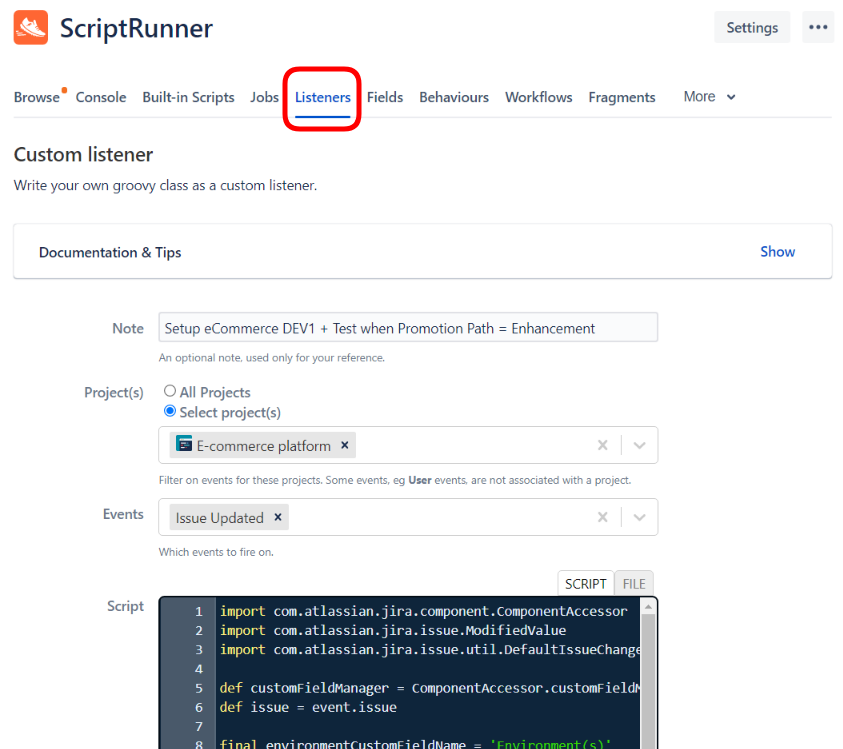 ScriptRunner
Settings
Browse Console Built-in Scripts Jobs Listeners Fields Behaviours Workflows Fragments More
Custom listener
Write your own groovy class as a custom listener.
Documentation & Tips Show
Note Setup eCommerce DEV1 + Test when Promotion Path = Enhancement
An optional note, used only for your reference.
Project(s) All Projects
Select project(s)
E-commerce platform ×
Filter on events for these projects. Some events, eg User events, are not associated with a project.
Events Issue Updated ×
Which events to fire on.
SCRIPT FILE
Script
1 import com.atlassian.jira.component.ComponentAccessor
2 import com.atlassian.jira.issue.ModifiedValue
3 import com.atlassian.jira.issue.util.DefaultIssueChange
4
5 def customFieldManager = ComponentAccessor.customFieldM
6 def issue = event.issue
7
8 final environmentCustomFieldName = 'Environment(s)'